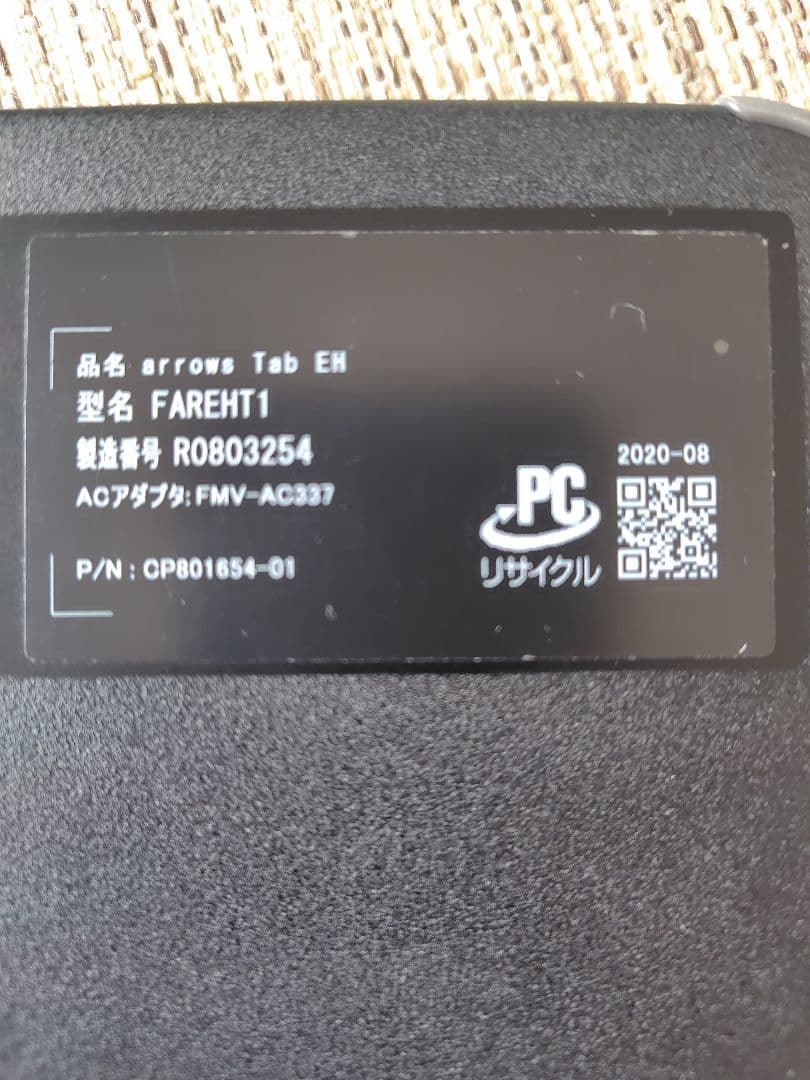 品名 arrows Tab EH
型名 FAREHT1
製造番号 R0803254
ACアダプタ:FMV-AC337
P/N:CP801654-01
PC
リサイクル
2020-08